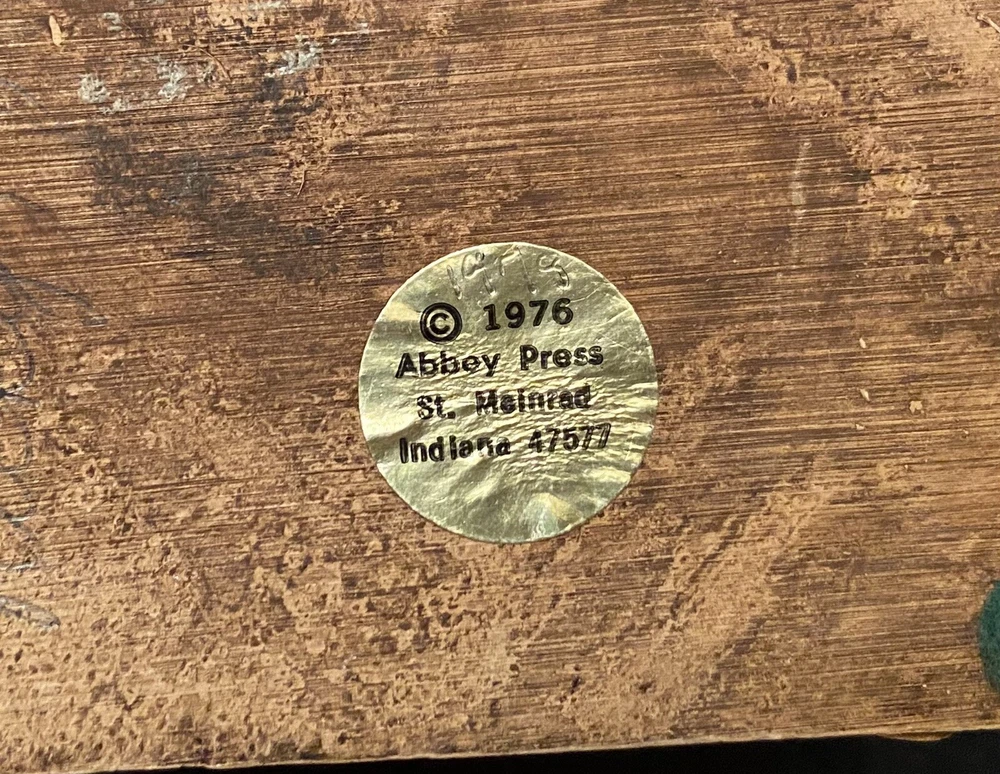 © 1976
Abbey Press
St. Meinrad
Indiana 47577